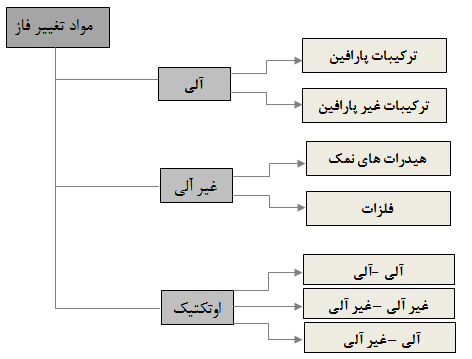 مواد تغییر فاز
آلی
ترکیبات پارافین
ترکیبات غیر پارافین
غیر آلی
هیدرات های نمک
فلزات
اوتکتیک
آلی -آلی
غیر آلی –غیر آلی
آلی –غیر آلی